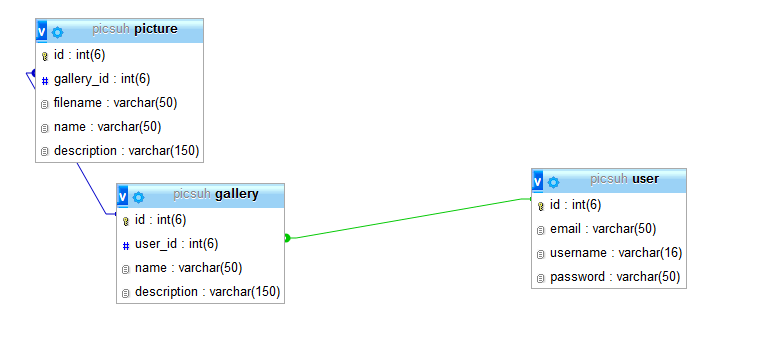 picsuh picture
id : int(6)
gallery_id : int(6)
filename : varchar(50)
name : varchar(50)
description : varchar(150)
picsuh gallery
id : int(6)
user_id : int(6)
name : varchar(50)
description : varchar(150)
picsuh user
id : int(6)
email : varchar(50)
username : varchar(16)
password : varchar(50)